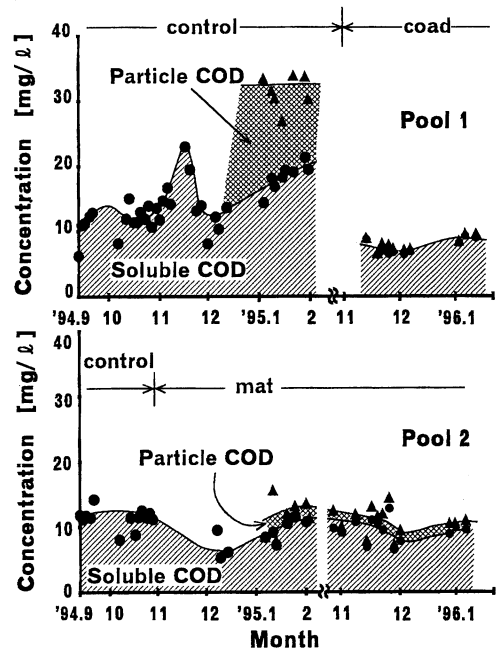 control coad
40
Particle COD
30
Pool 1
20
10
Soluble COD
0
Concentration [mg/ℓ]
'94.9 10 11 12 '95.1 2 11 12 '96.1
40
control
mat
30
Pool 2
Particle COD
20
10
Soluble COD
0
Concentration [mg/ℓ]
'94.9 10 11 12 '95.1 2 11 12 '96.1
Month